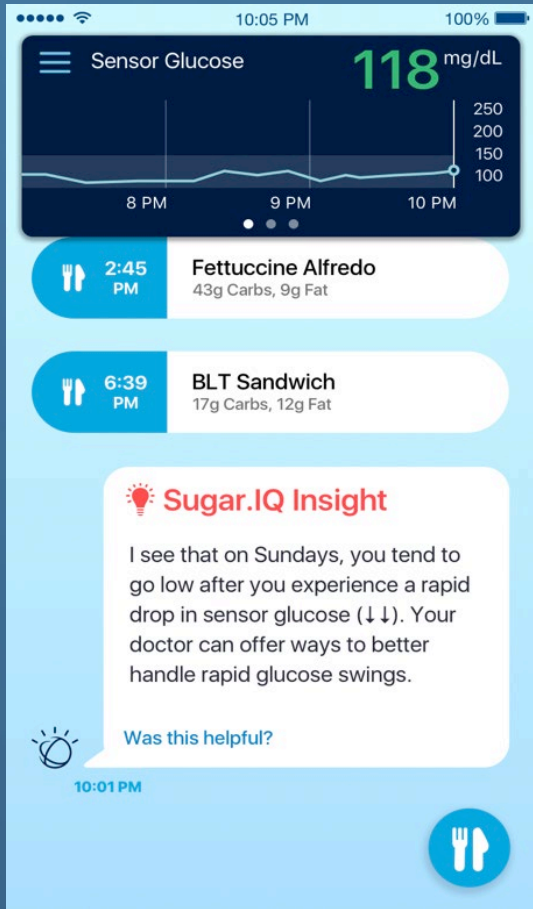 10:05 PM
100%
Sensor Glucose
118 mg/dL
250
200
150
100
8 PM
9 PM
10 PM
2:45
PM
Fettuccine Alfredo
43g Carbs, 9g Fat
6:39
PM
BLT Sandwich
17g Carbs, 12g Fat
Sugar.IQ Insight
I see that on Sundays, you tend to
go low after you experience a rapid
drop in sensor glucose (↓↓). Your
doctor can offer ways to better
handle rapid glucose swings.
Was this helpful?
10:01 PM